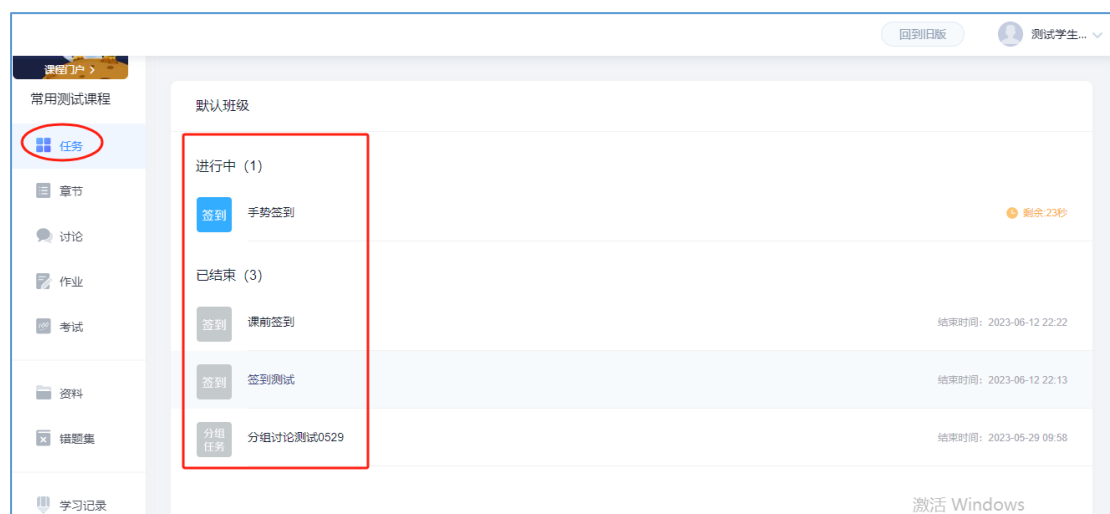 回到旧版
测试学生...
课程门户 >
常用测试课程
任务
章节
讨论
作业
考试
资料
错题集
学习记录
默认班级
进行中（1）
签到
手势签到
剩余:23秒
已结束（3）
签到
课前签到
结束时间：2023-06-12 22:22
签到
签到测试
结束时间：2023-06-12 22:13
分组
任务
分组讨论测试0529
结束时间：2023-05-29 09:58
激活 Windows